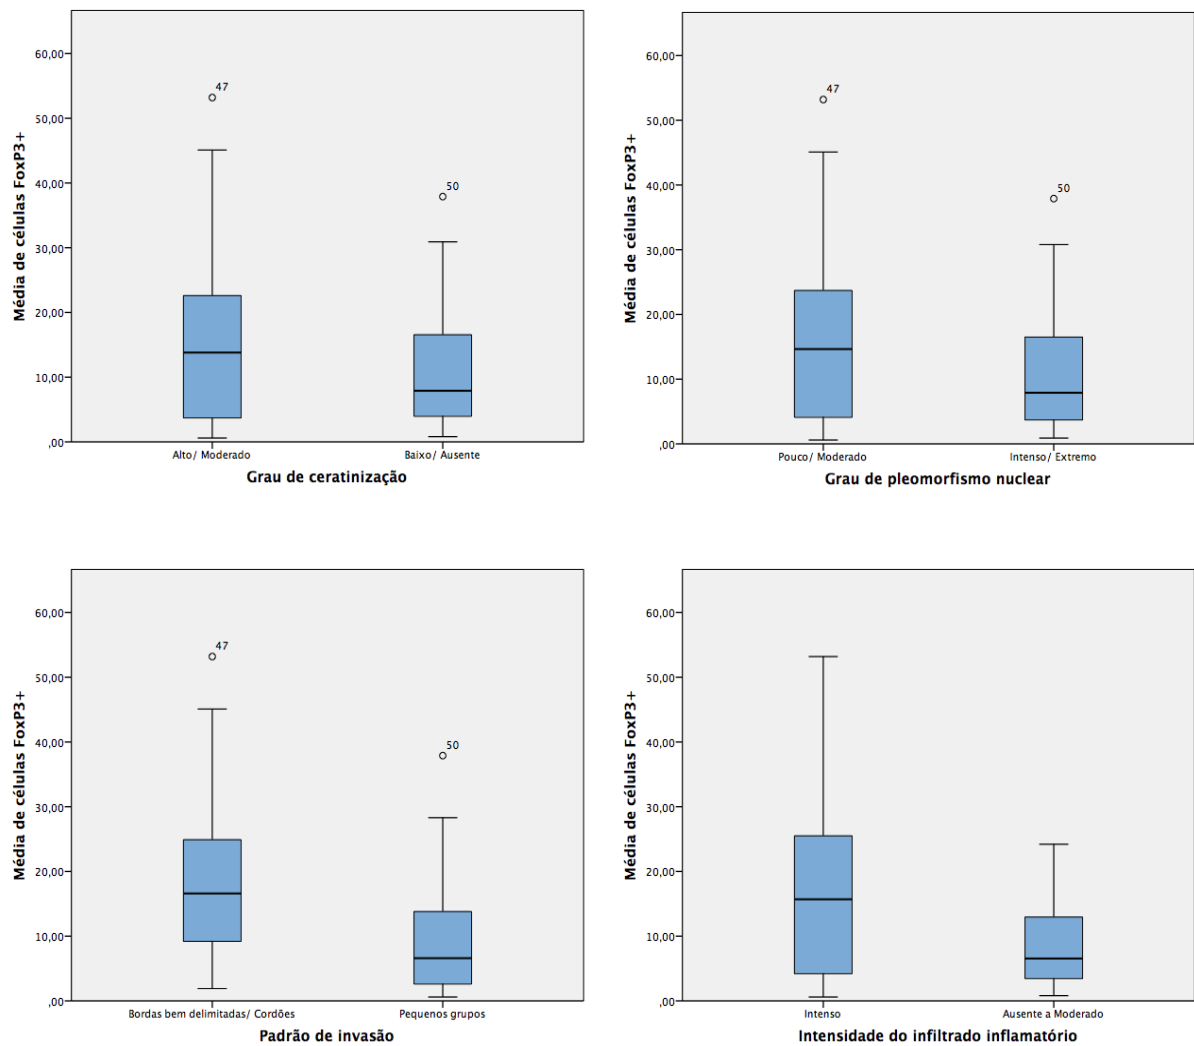 Média de células FoxP3+
60,00
50,00
40,00
30,00
20,00
10,00
,00
47
50
Alto/ Moderado
Baixo/ Ausente
Grau de ceratinização
Média de células FoxP3+
60,00
50,00
40,00
30,00
20,00
10,00
,00
47
50
Pouco/ Moderado
Intenso/ Extremo
Grau de pleomorfismo nuclear
Média de células FoxP3+
60,00
50,00
40,00
30,00
20,00
10,00
,00
47
50
Bordas bem delimitadas/ Cordões
Pequenos grupos
Padrão de invasão
Média de células FoxP3+
60,00
50,00
40,00
30,00
20,00
10,00
,00
Intenso
Ausente a Moderado
Intensidade do infiltrado inflamatório